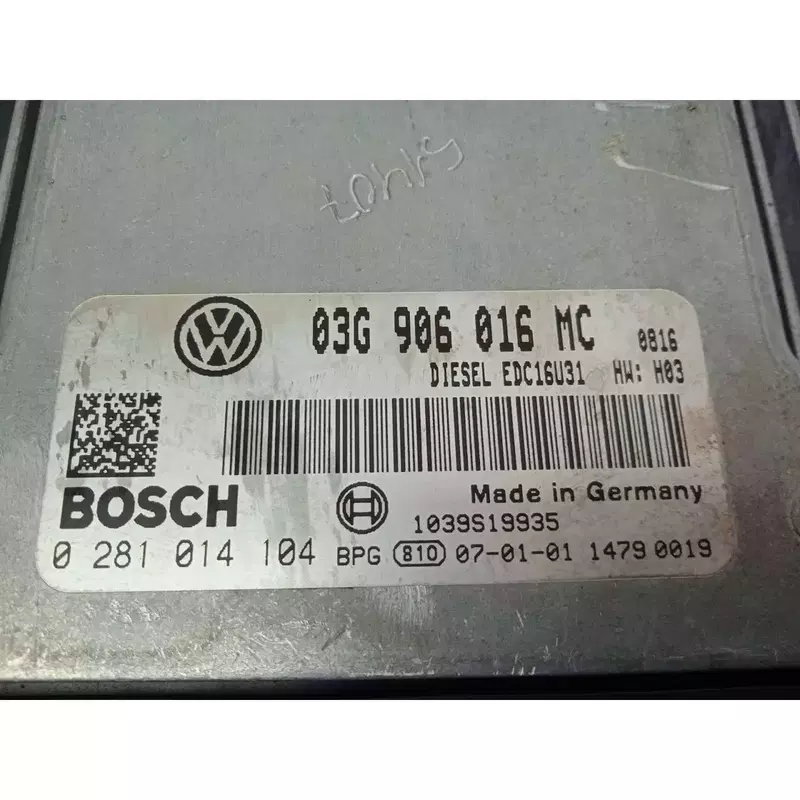 03G 906 016 MC 0816
DIESEL EDC16U31 HW: H03
BOSCH
Made in Germany
1039S19935
0 281 014 104 BPG 810 07-01-01 1479 0019